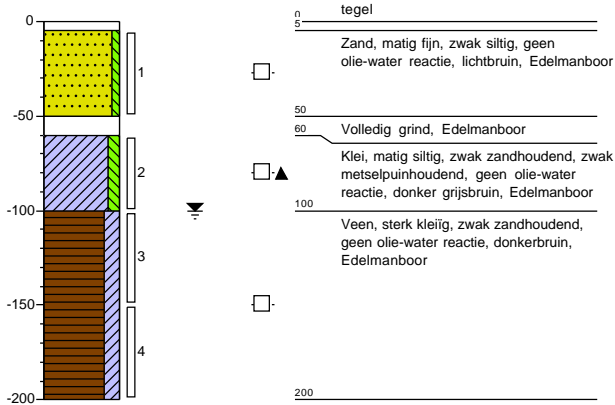 0
-50
-100
-150
-200
1
2
3
4
0
tegel
5
Zand, matig fijn, zwak siltig, geen
olie-water reactie, lichtbruin, Edelmanboor
50
Volledig grind, Edelmanboor
60
Klei, matig siltig, zwak zandhoudend, zwak
metselpuinhoudend, geen olie-water
reactie, donker grijsbruin, Edelmanboor
100
Veen, sterk kleiïg, zwak zandhoudend,
geen olie-water reactie, donkerbruin,
Edelmanboor
200